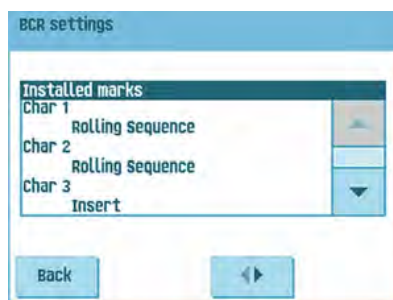 BCR settings
Installed marks
Char 1
Rolling Sequence
Char 2
Rolling Sequence
Char 3
Insert
Back